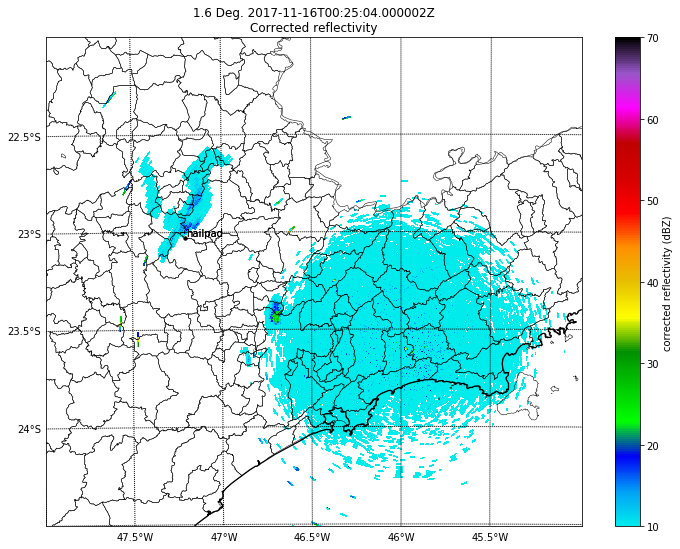 1.6 Deg. 2017-11-16T00:25:04.000002Z
Corrected reflectivity
22.5°S
23°S
23.5°S
24°S
47.5°W
47°W
46.5°W
46°W
45.5°W
hailpad
70
60
50
40
30
20
10
corrected reflectivity (dBZ)